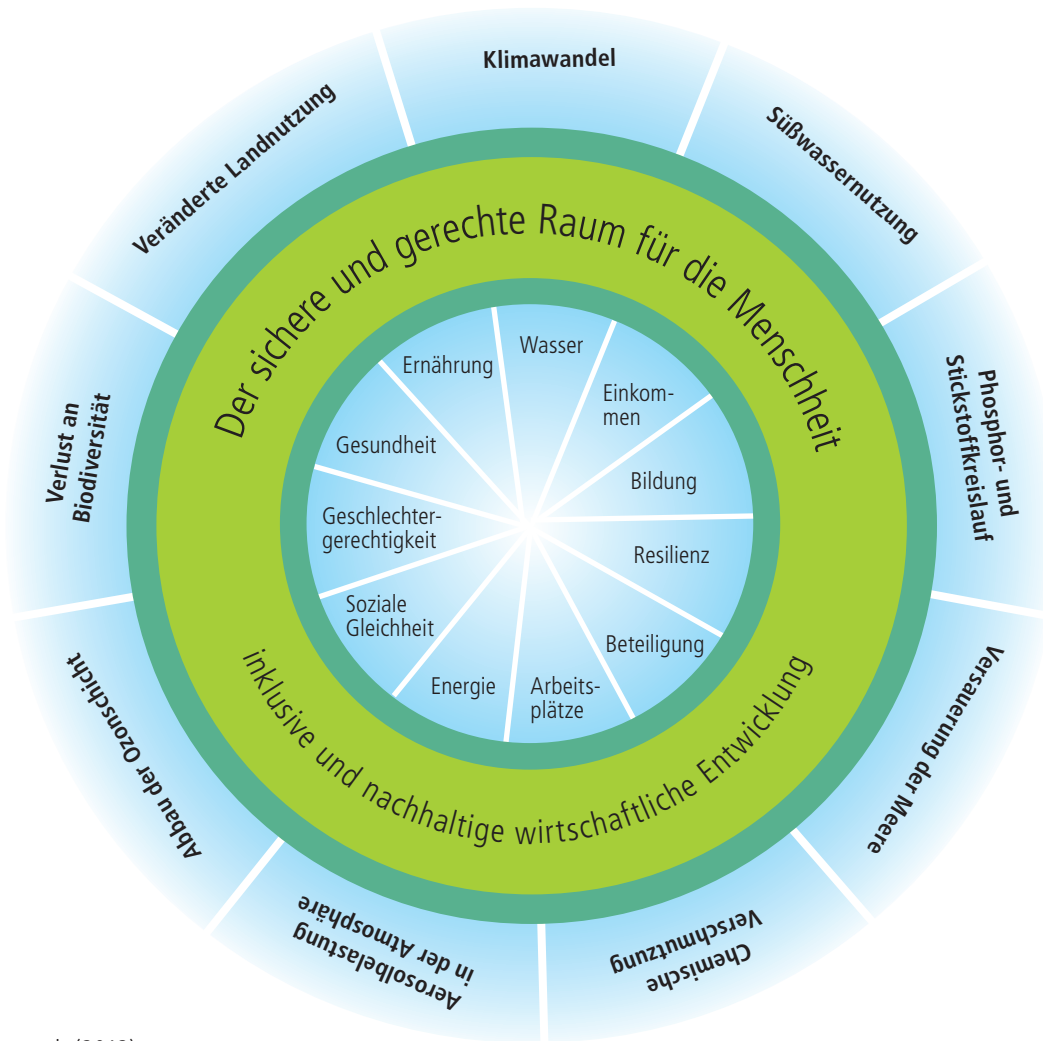 Klimawandel
Süßwassernutzung
Phosphor- und
Stickstoffkreislauf
Versauerung der Meere
Chemische
Verschmutzung
Aerosolbelastung
in der Atmosphäre
Abbau der Ozonschicht
Verlust an
Biodiversität
Veränderte Landnutzung
Der sichere und gerechte Raum für die Menschheit
inklusive und nachhaltige wirtschaftliche Entwicklung
Wasser
Einkom-
men
Bildung
Resilienz
Beteiligung
Arbeits-
plätze
Energie
Soziale
Gleichheit
Geschlechter-
gerechtigkeit
Gesundheit
Ernährung